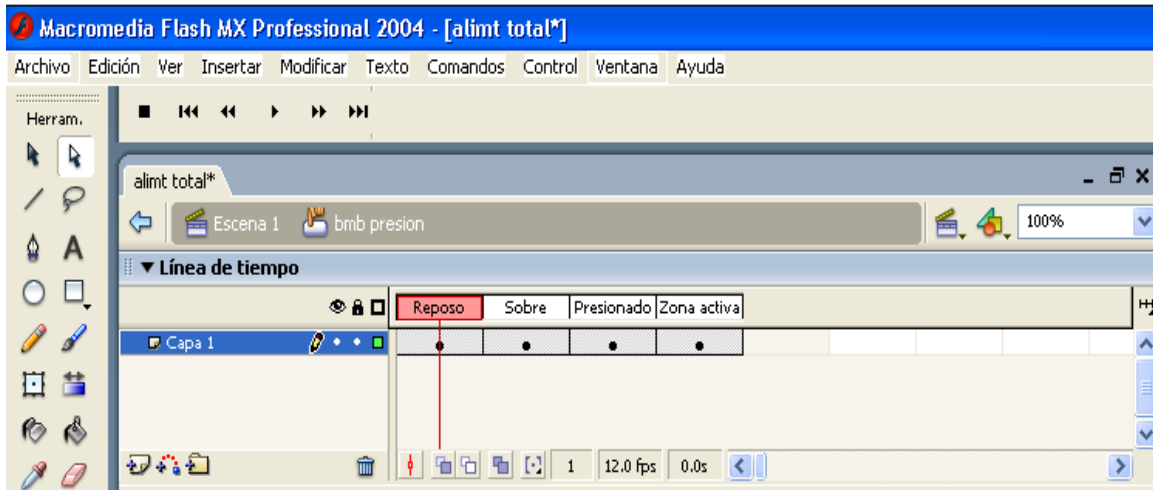 Macromedia Flash MX Professional 2004 - [alimt total*]
Archivo Edición Ver Insertar Modificar Texto Comandos Control Ventana Ayuda
Herram.
alimt total*
Escena 1 bmb presion 100%
Línea de tiempo
Reposo Sobre Presionado Zona activa
Capa 1
1 12.0 fps 0.0s